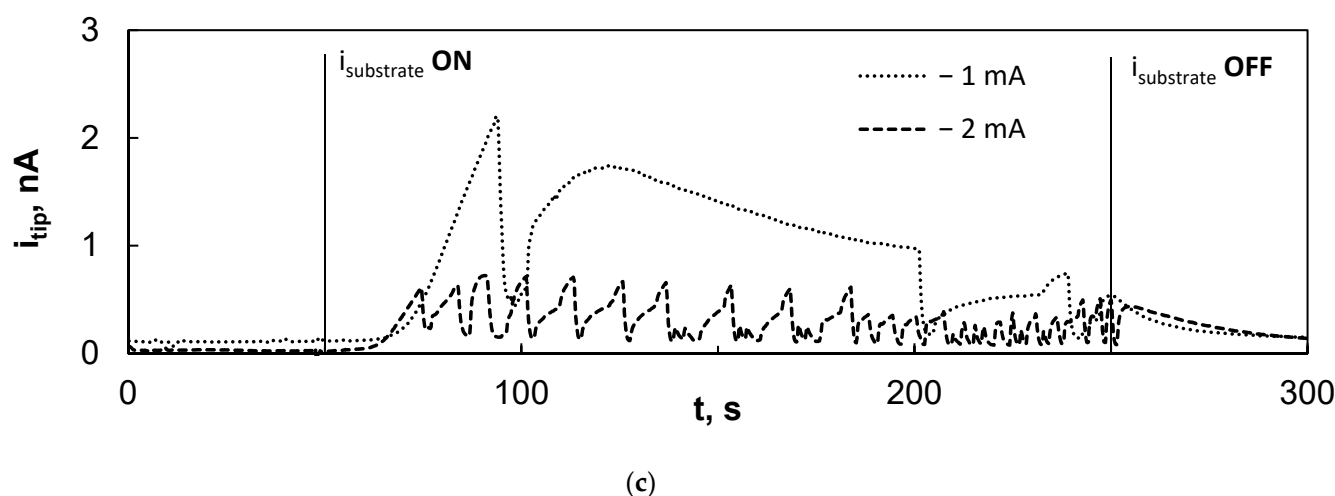 3
i_substrate ON
− 1 mA
− 2 mA
i_substrate OFF
2
1
0
i_tip, nA
0
100
200
300
t, s
(c)